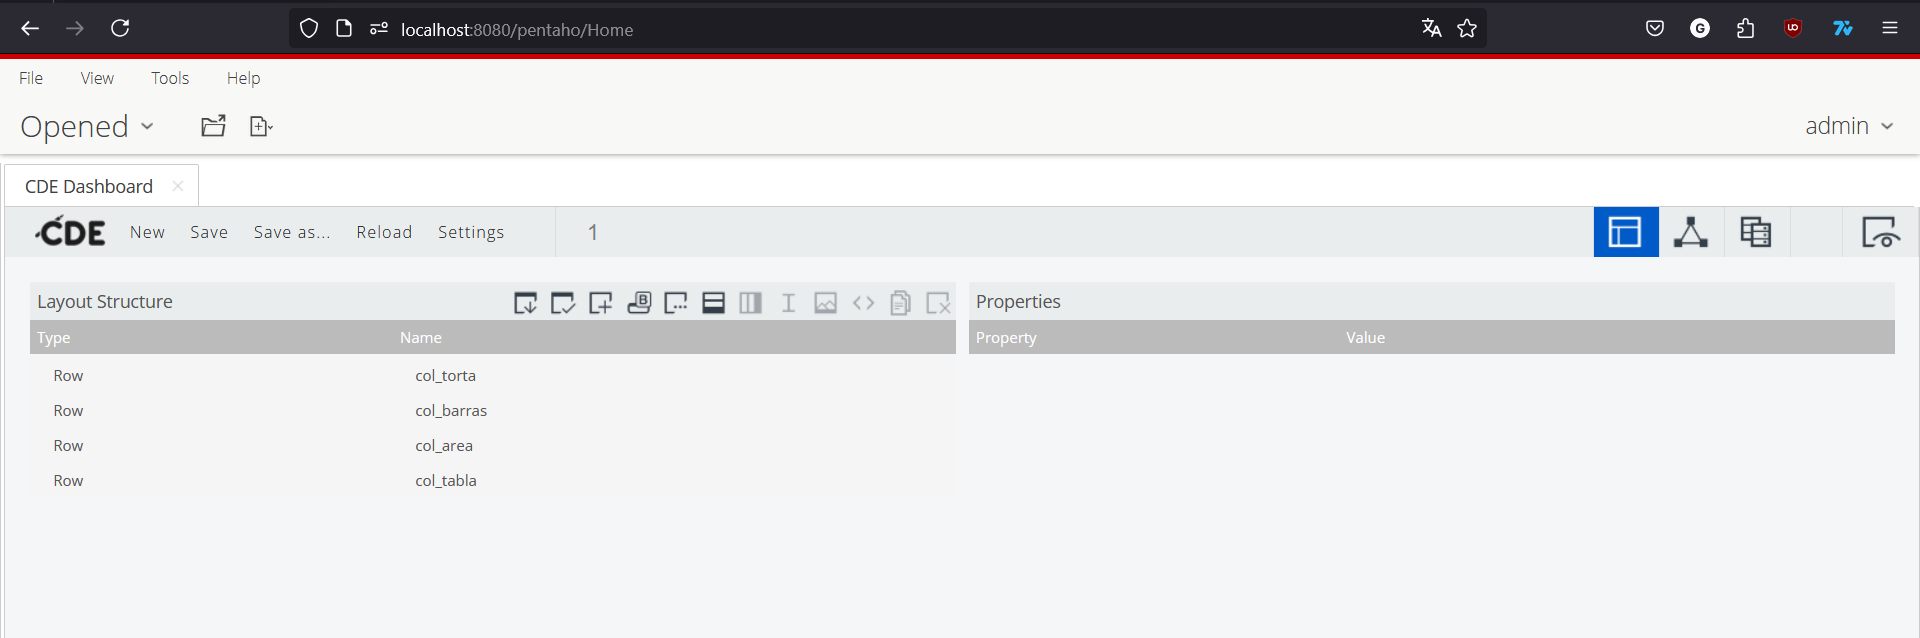 localhost:8080/pentaho/Home
File View Tools Help
Opened
admin
CDE Dashboard
CDE New Save Save as... Reload Settings 1
Layout Structure
Properties
Type Name
Property Value
Row col_torta
Row col_barras
Row col_area
Row col_tabla